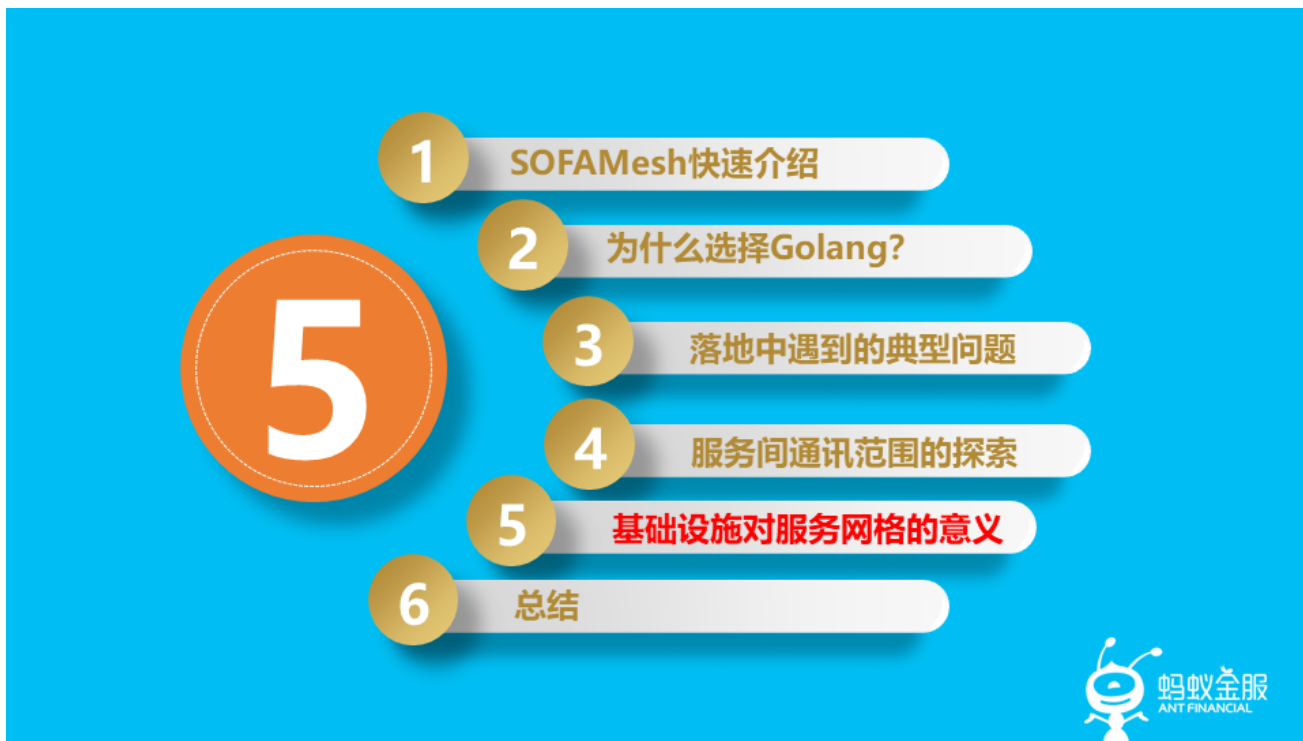 5
1 SOFAMesh快速介绍
2 为什么选择Golang?
3 落地中遇到的典型问题
4 服务间通讯范围的探索
5 基础设施对服务网格的意义
6 总结
蚂蚁金服
ANT FINANCIAL